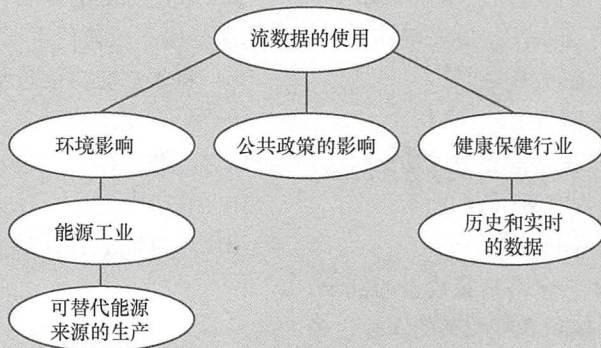 流数据的使用
环境影响
公共政策的影响
健康保健行业
能源工业
历史和实时
的数据
可替代能源
来源的生产